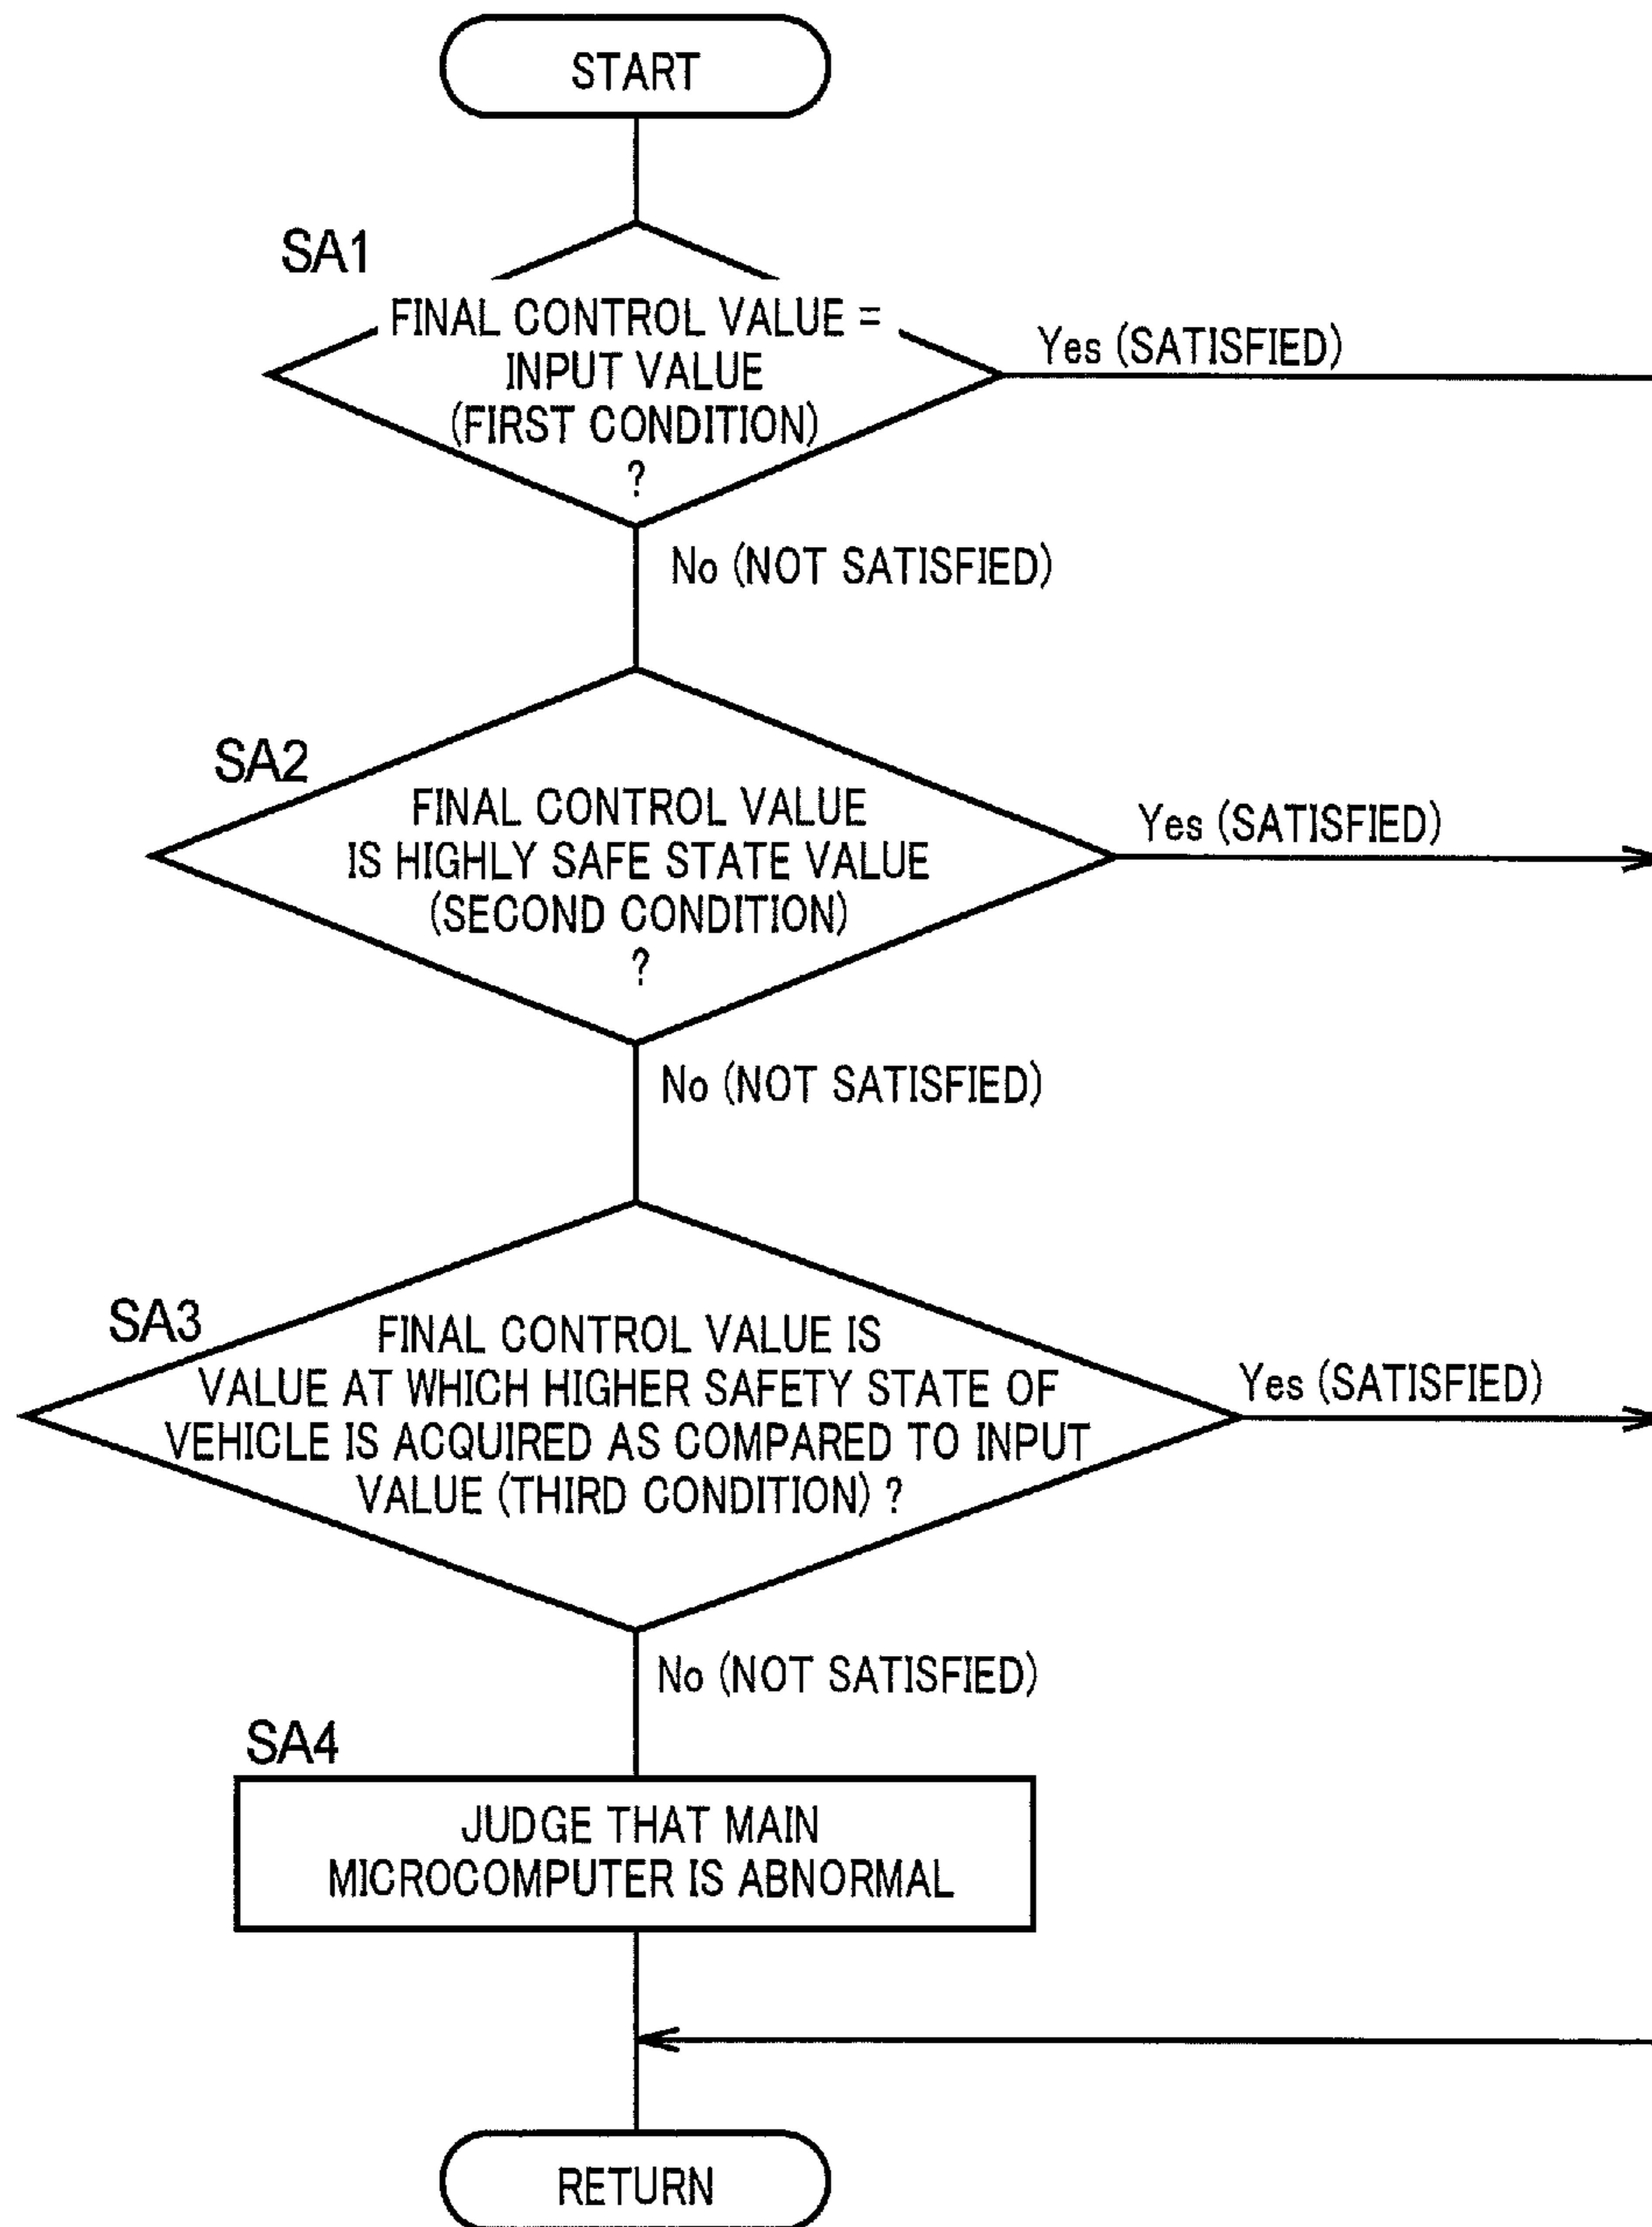 START
SA1
FINAL CONTROL VALUE =
INPUT VALUE
(FIRST CONDITION)
?
Yes (SATISFIED)
No (NOT SATISFIED)
SA2
FINAL CONTROL VALUE
IS HIGHLY SAFE STATE VALUE
(SECOND CONDITION)
?
Yes (SATISFIED)
No (NOT SATISFIED)
SA3
FINAL CONTROL VALUE IS
VALUE AT WHICH HIGHER SAFETY STATE OF
VEHICLE IS ACQUIRED AS COMPARED TO INPUT
VALUE (THIRD CONDITION) ?
Yes (SATISFIED)
No (NOT SATISFIED)
SA4
JUDGE THAT MAIN
MICROCOMPUTER IS ABNORMAL
RETURN